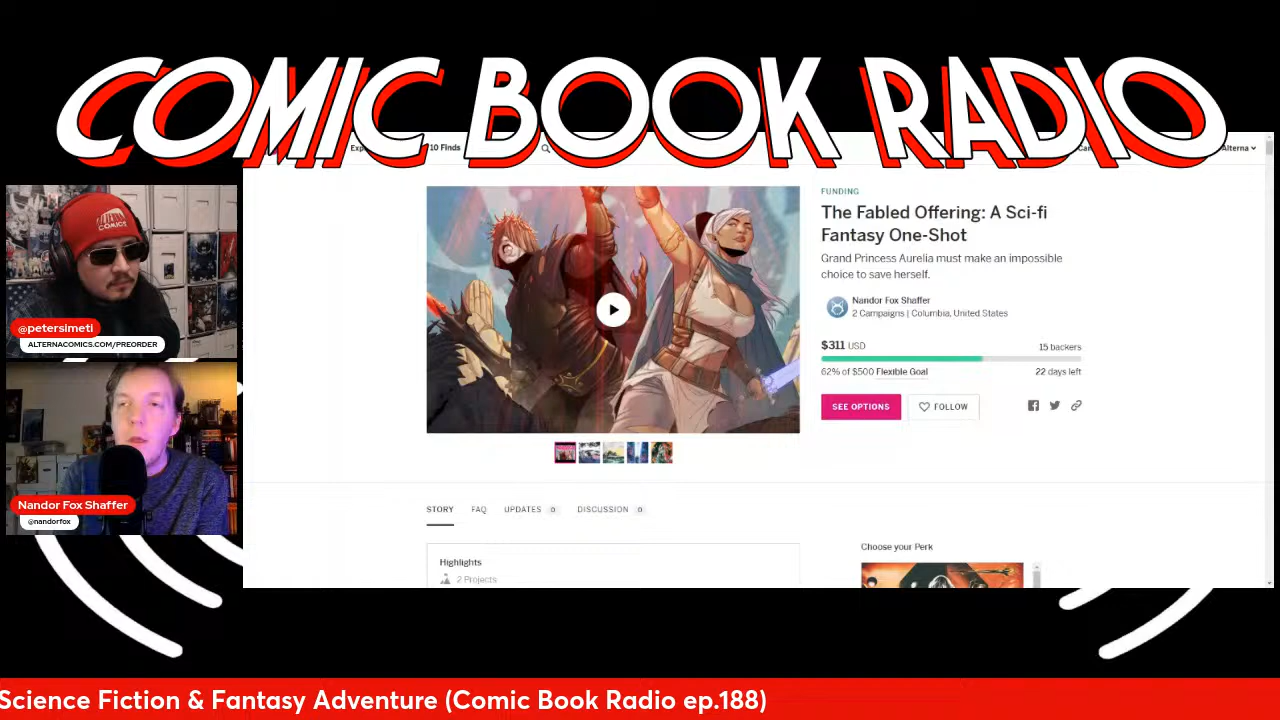 COMIC BOOK RADIO
10 Finds
Alterna
ALTERNA
COMICS
@petersimeti
ALTERNACOMICS.COM/PREORDER
Nandor Fox Shaffer
@nandorfox
FUNDING
The Fabled Offering: A Sci-fi
Fantasy One-Shot
Grand Princess Aurelia must make an impossible
choice to save herself.
Nandor Fox Shaffer
2 Campaigns | Columbia, United States
$311 USD
15 backers
62% of $500 Flexible Goal
22 days left
SEE OPTIONS
FOLLOW
STORY
FAQ
UPDATES 0
DISCUSSION 0
Highlights
2 Projects
Choose your Perk
Science Fiction & Fantasy Adventure (Comic Book Radio ep.188)